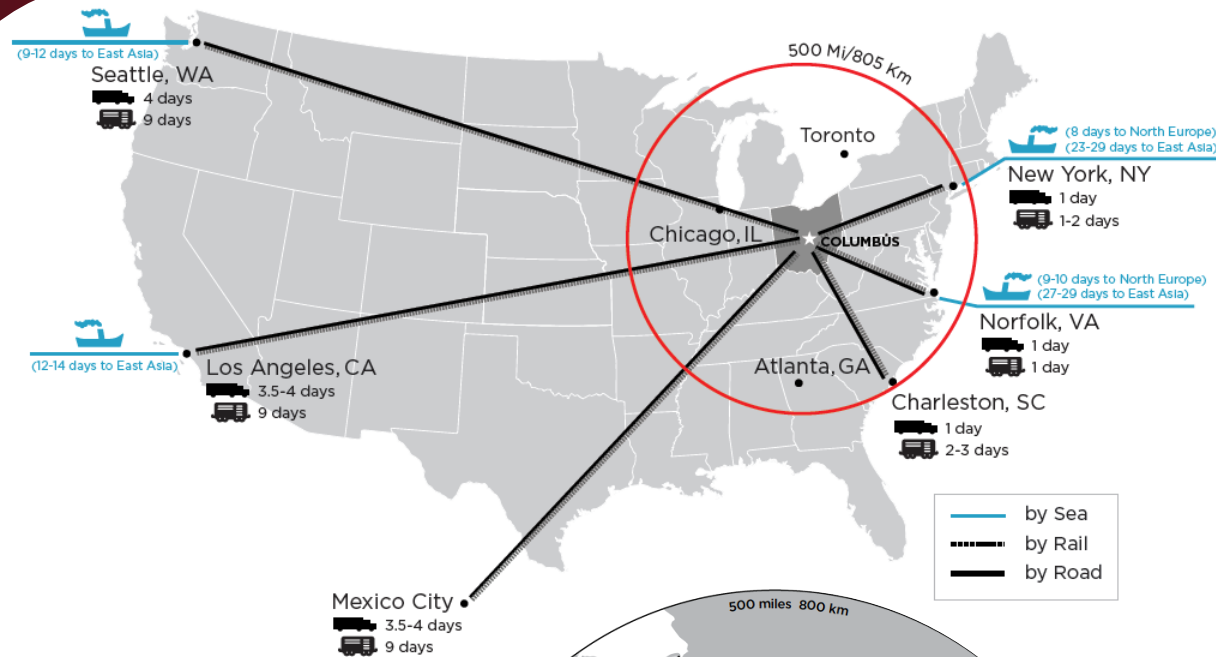 (9-12 days to East Asia)
Seattle, WA
4 days
9 days
500 Mi/805 Km
Toronto
(8 days to North Europe)
(23-29 days to East Asia)
New York, NY
1 day
1-2 days
Chicago, IL
COLUMBUS
(9-10 days to North Europe)
(27-29 days to East Asia)
Norfolk, VA
1 day
1 day
(12-14 days to East Asia)
Los Angeles, CA
3.5-4 days
9 days
Atlanta, GA
Charleston, SC
1 day
2-3 days
by Sea
by Rail
by Road
Mexico City
3.5-4 days
9 days
500 miles 800 km